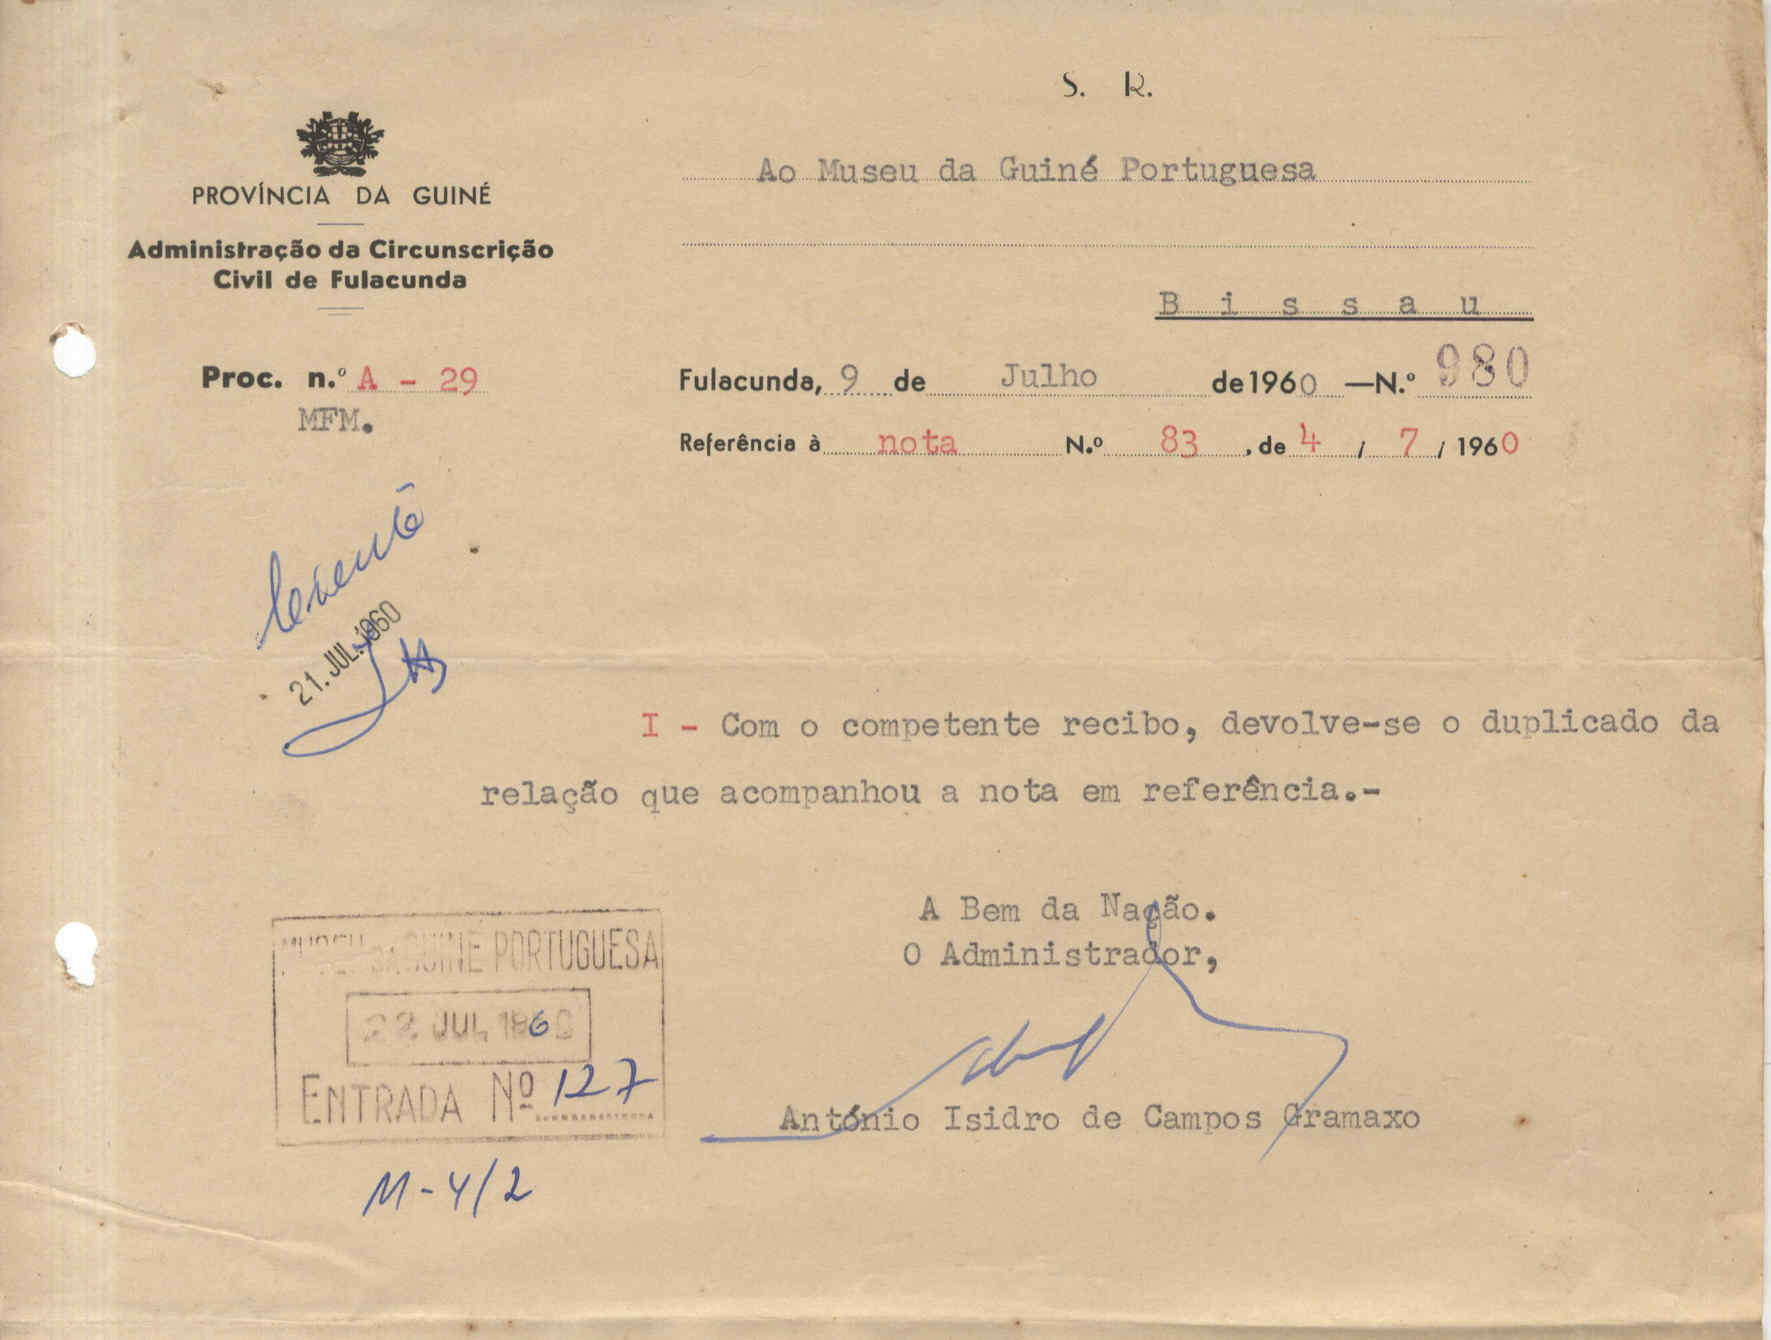 S. R.
PROVÍNCIA DA GUINÉ
Administração da Circunscrição
Civil de Fulacunda
Proc. n.º A - 29
MFM.
Ao Museu da Guiné Portuguesa
B i s s a u
Fulacunda, 9 de Julho de 1960 —N.º 980
Referência à nota N.º 83, de 4 / 7 / 1960
21. JUL. 1960
I - Com o competente recibo, devolve-se o duplicado da
relação que acompanhou a nota em referência.-
A Bem da Nação.
O Administrador,
António Isidro de Campos Gramaxo
MUSEU DA GUINE PORTUGUESA
22 JUL 1960
ENTRADA Nº 127
M-4/2